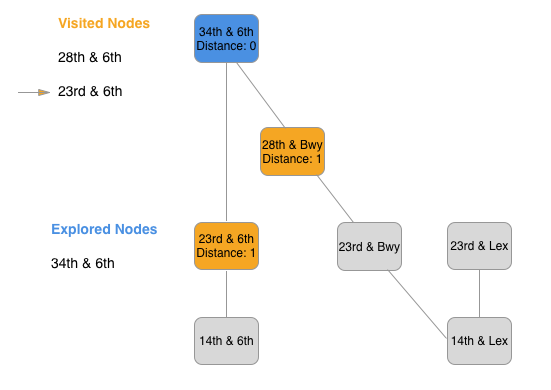 Visited Nodes
28th & 6th
23rd & 6th
Explored Nodes
34th & 6th
34th & 6th
Distance: 0
28th & Bwy
Distance: 1
23rd & 6th
Distance: 1
23rd & Bwy
23rd & Lex
14th & 6th
14th & Lex